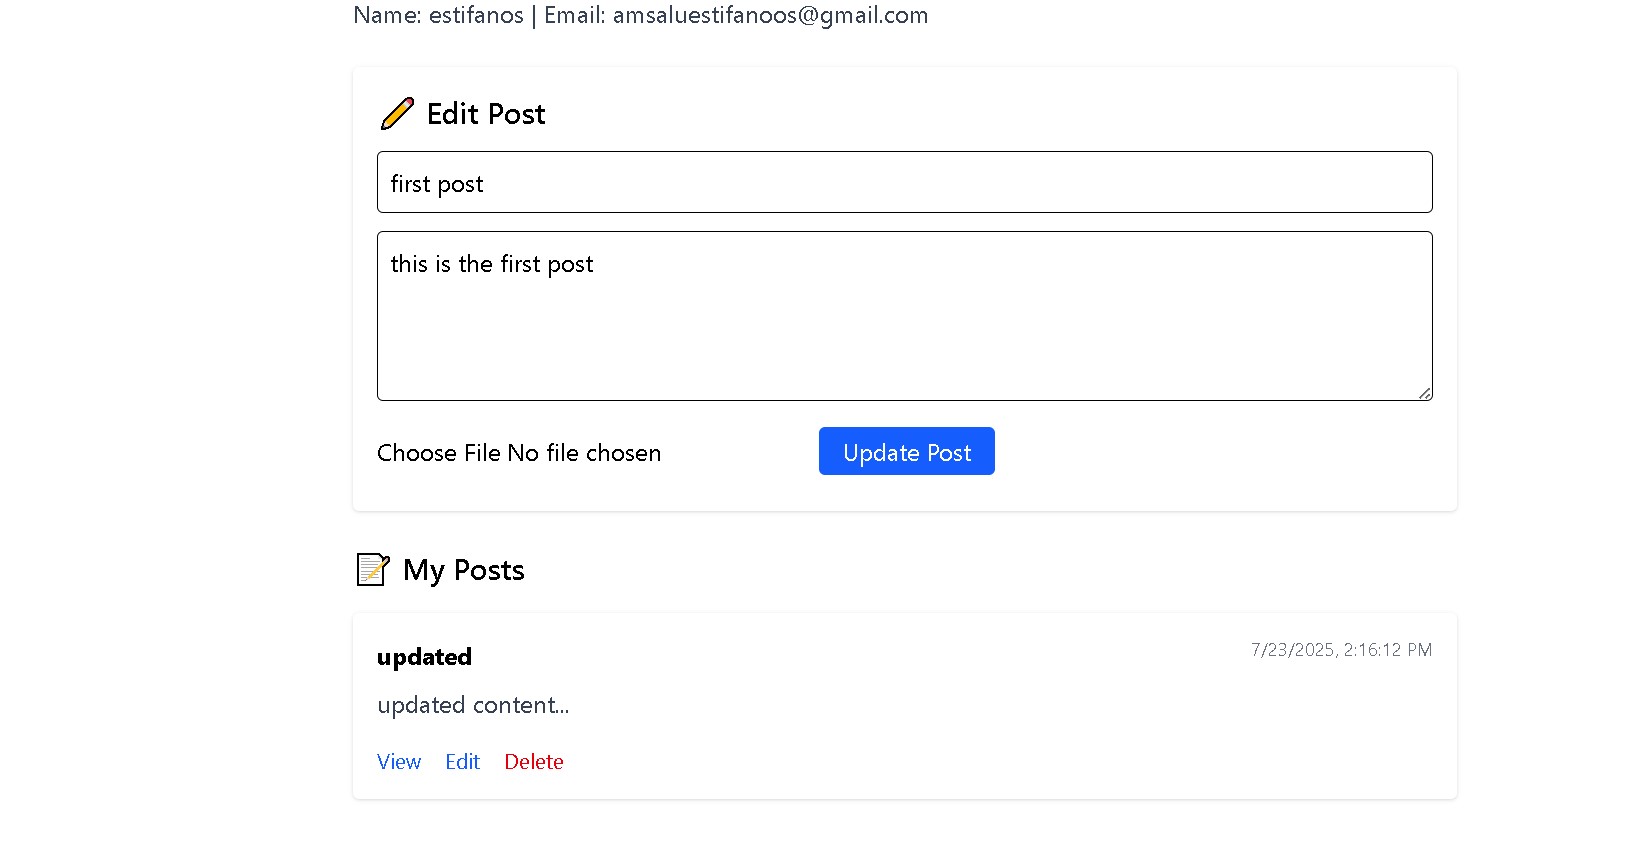 Name: estifanos | Email: amsaluestifanoos@gmail.com
Edit Post
first post
this is the first post
Choose File No file chosen
Update Post
My Posts
updated
7/23/2025, 2:16:12 PM
updated content...
View Edit Delete